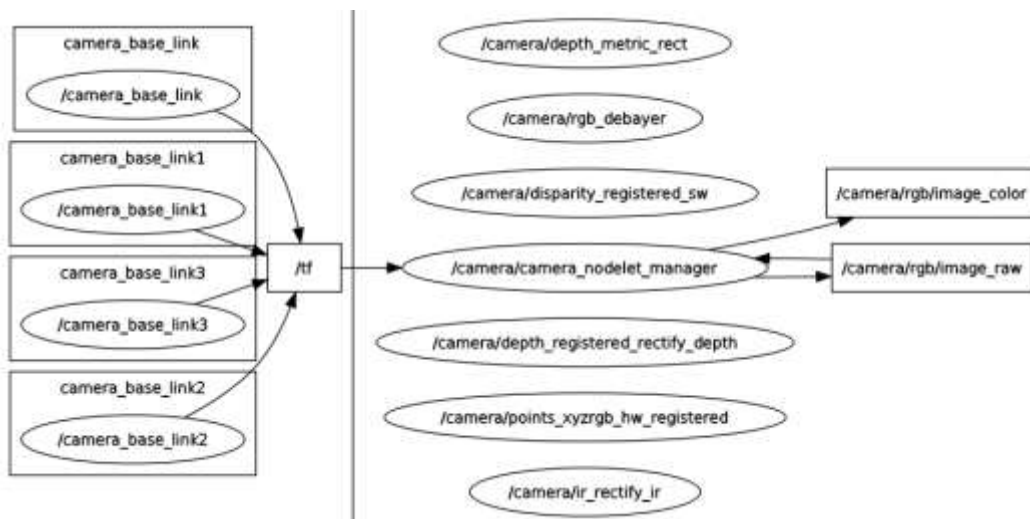 camera_base_link
/camera_base_link
camera_base_link1
/camera_base_link1
camera_base_link3
/camera_base_link3
camera_base_link2
/camera_base_link2
/tf
/camera/depth_metric_rect
/camera/rgb_debayer
/camera/disparity_registered_sw
/camera/camera_nodelet_manager
/camera/depth_registered_rectify_depth
/camera/points_xyzrgb_hw_registered
/camera/ir_rectify_ir
/camera/rgb/image_color
/camera/rgb/image_raw